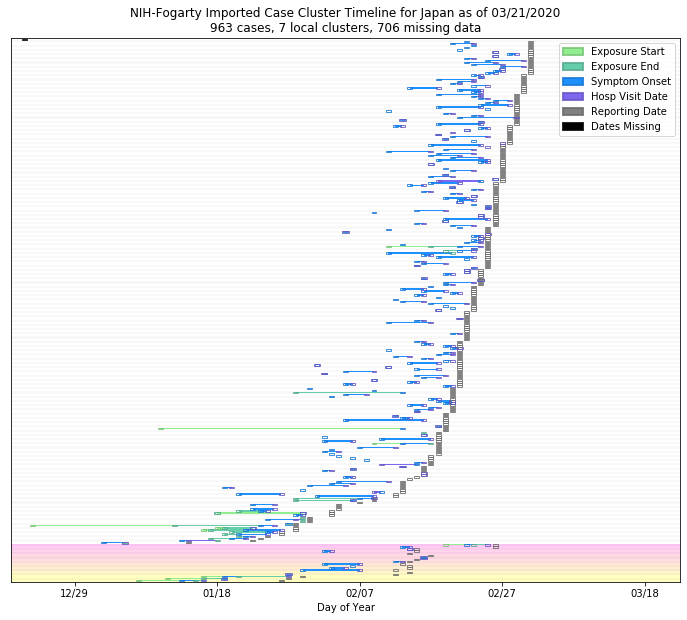 NIH-Fogarty Imported Case Cluster Timeline for Japan as of 03/21/2020
963 cases, 7 local clusters, 706 missing data
Exposure Start
Exposure End
Symptom Onset
Hosp Visit Date
Reporting Date
Dates Missing
12/29 01/18 02/07 02/27 03/18
Day of Year